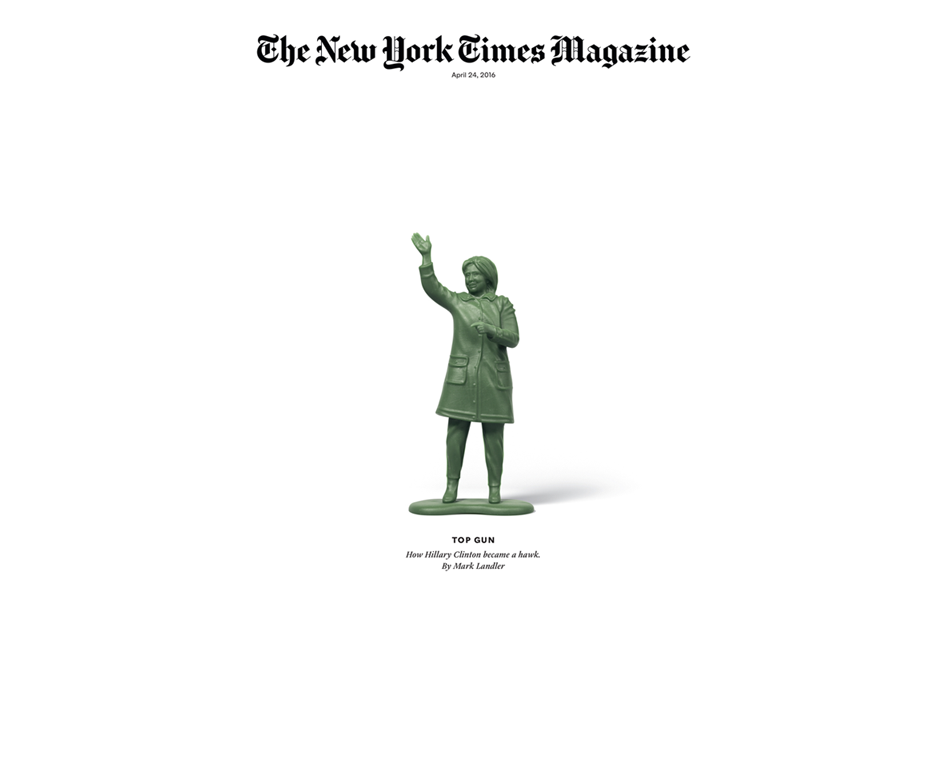 The New York Times Magazine
April 24, 2016
TOP GUN
How Hillary Clinton became a hawk.
By Mark Landler